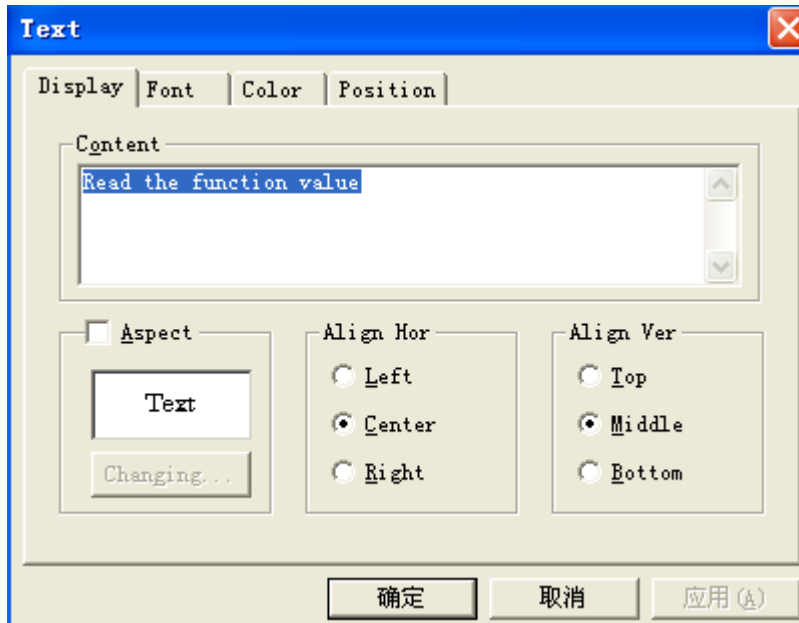 Text
Display Font Color Position
Content
Read the function value
Aspect
Text
Changing...
Align Hor
Left
Center
Right
Align Ver
Top
Middle
Bottom
确定 取消 应用(A)